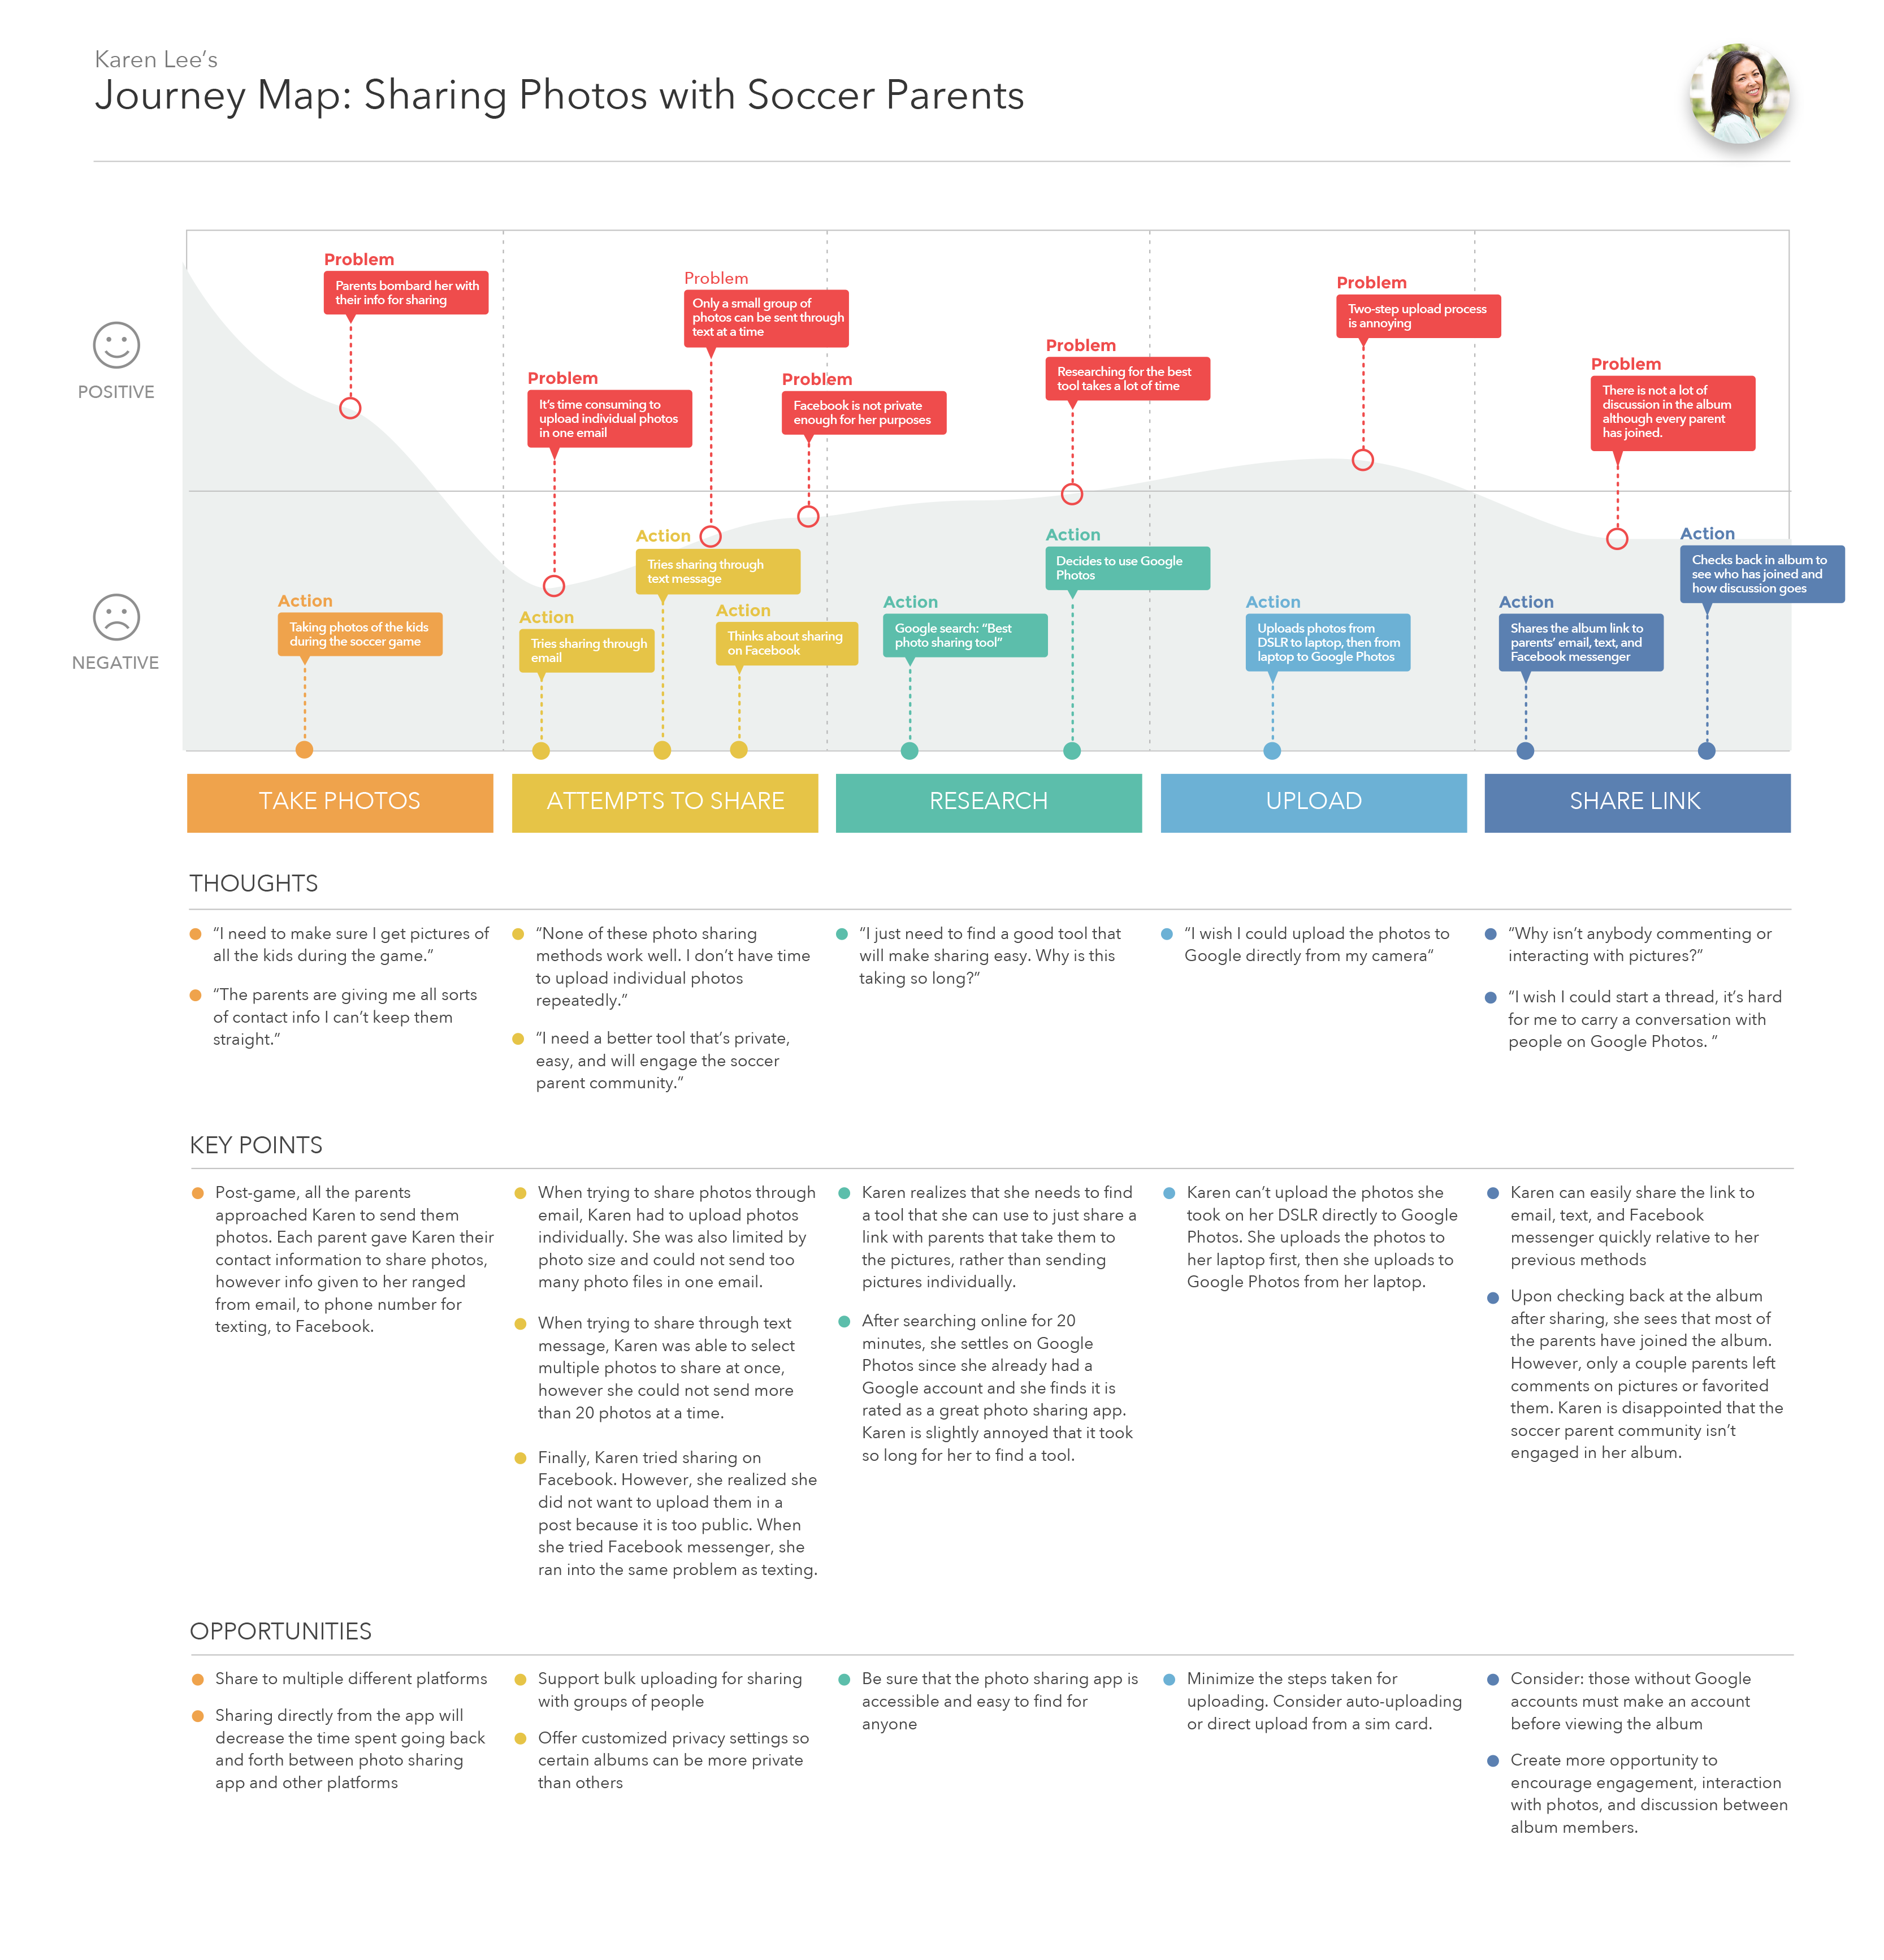 Karen Lee’s
Journey Map: Sharing Photos with Soccer Parents
POSITIVE
NEGATIVE
Problem
Parents bombard her with
their info for sharing
Action
Taking photos of the kids
during the soccer game
Problem
It’s time consuming to
upload individual photos
in one email
Problem
Only a small group of
photos can be sent through
text at a time
Problem
Facebook is not private
enough for her purposes
Action
Tries sharing through
email
Action
Tries sharing through
text message
Action
Thinks about sharing
on Facebook
Problem
Researching for the best
tool takes a lot of time
Action
Google search: “Best
photo sharing tool”
Action
Decides to use Google
Photos
Problem
Two-step upload process
is annoying
Action
Uploads photos from
DSLR to laptop, then from
laptop to Google Photos
Problem
There is not a lot of
discussion in the album
although every parent
has joined.
Action
Shares the album link to
parents’ email, text, and
Facebook messenger
Action
Checks back in album to
see who has joined and
how discussion goes
TAKE PHOTOS
ATTEMPTS TO SHARE
RESEARCH
UPLOAD
SHARE LINK
THOUGHTS
“I need to make sure I get pictures of
all the kids during the game.”
“The parents are giving me all sorts
of contact info I can’t keep them
straight.”
“None of these photo sharing
methods work well. I don’t have time
to upload individual photos
repeatedly.”
“I need a better tool that’s private,
easy, and will engage the soccer
parent community.”
“I just need to find a good tool that
will make sharing easy. Why is this
taking so long?”
“I wish I could upload the photos to
Google directly from my camera“
“Why isn’t anybody commenting or
interacting with pictures?”
“I wish I could start a thread, it’s hard
for me to carry a conversation with
people on Google Photos. ”
KEY POINTS
Post-game, all the parents
approached Karen to send them
photos. Each parent gave Karen their
contact information to share photos,
however info given to her ranged
from email, to phone number for
texting, to Facebook.
When trying to share photos through
email, Karen had to upload photos
individually. She was also limited by
photo size and could not send too
many photo files in one email.
When trying to share through text
message, Karen was able to select
multiple photos to share at once,
however she could not send more
than 20 photos at a time.
Finally, Karen tried sharing on
Facebook. However, she realized she
did not want to upload them in a
post because it is too public. When
she tried Facebook messenger, she
ran into the same problem as texting.
Karen realizes that she needs to find
a tool that she can use to just share a
link with parents that take them to
the pictures, rather than sending
pictures individually.
After searching online for 20
minutes, she settles on Google
Photos since she already had a
Google account and she finds it is
rated as a great photo sharing app.
Karen is slightly annoyed that it took
so long for her to find a tool.
Karen can’t upload the photos she
took on her DSLR directly to Google
Photos. She uploads the photos to
her laptop first, then she uploads to
Google Photos from her laptop.
Karen can easily share the link to
email, text, and Facebook
messenger quickly relative to her
previous methods
Upon checking back at the album
after sharing, she sees that most of
the parents have joined the album.
However, only a couple parents left
comments on pictures or favorited
them. Karen is disappointed that the
soccer parent community isn’t
engaged in her album.
OPPORTUNITIES
Share to multiple different platforms
Sharing directly from the app will
decrease the time spent going back
and forth between photo sharing
app and other platforms
Support bulk uploading for sharing
with groups of people
Offer customized privacy settings so
certain albums can be more private
than others
Be sure that the photo sharing app is
accessible and easy to find for
anyone
Minimize the steps taken for
uploading. Consider auto-uploading
or direct upload from a sim card.
Consider: those without Google
accounts must make an account
before viewing the album
Create more opportunity to
encourage engagement, interaction
with photos, and discussion between
album members.